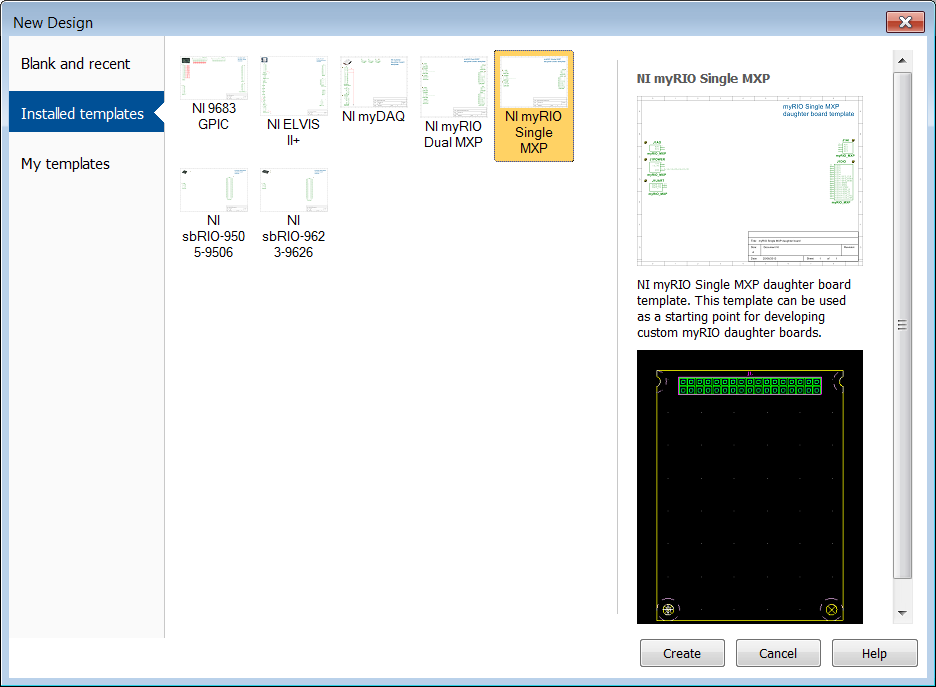 New Design
Blank and recent
Installed templates
My templates
NI 9683
GPIC
NI ELVIS
II+
NI myDAQ
NI myRIO
Dual MXP
NI myRIO
Single
MXP
NI
sbRIO-950
5-9506
NI
sbRIO-962
3-9626
NI myRIO Single MXP
myRIO Single MXP
daughter board template
NI myRIO Single MXP daughter board
template. This template can be used
as a starting point for developing
custom myRIO daughter boards.
Create
Cancel
Help